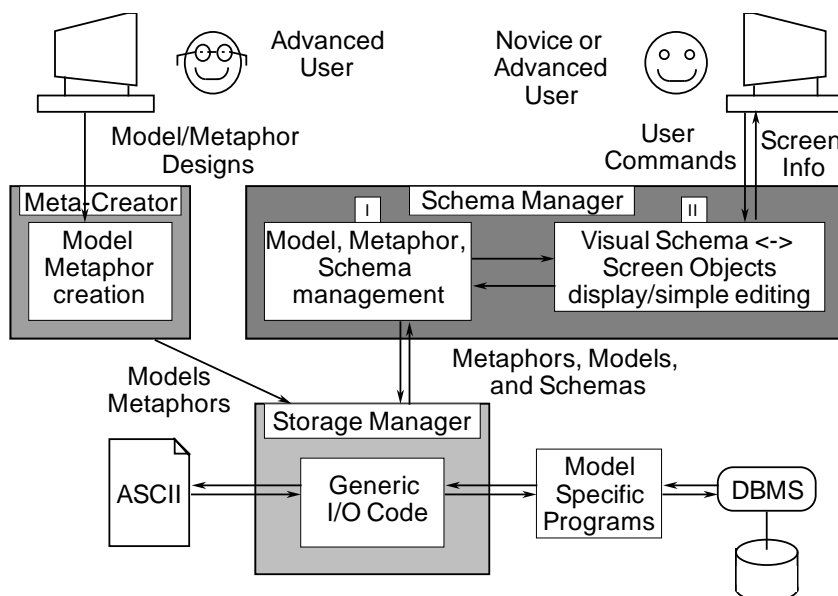 Advanced
User
Novice or
Advanced
User
Model/Metaphor
Designs
User
Commands
Screen
Info
Meta-Creator
Model
Metaphor
creation
Schema Manager
I
Model, Metaphor,
Schema
management
II
Visual Schema <->
Screen Objects
display/simple editing
Models
Metaphors
Metaphors, Models,
and Schemas
Storage Manager
ASCII
Generic
I/O Code
Model
Specific
Programs
DBMS